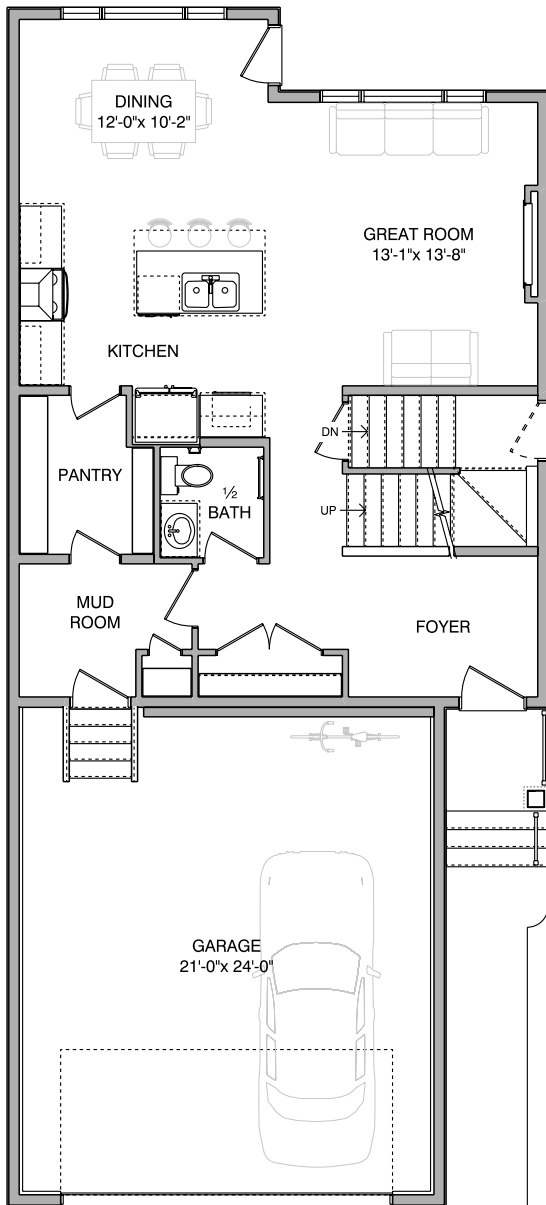 DINING
12'-0"x 10'-2"
GREAT ROOM
13'-1"x 13'-8"
KITCHEN
DN
PANTRY
½
BATH
UP
MUD
ROOM
FOYER
GARAGE
21'-0"x 24'-0"